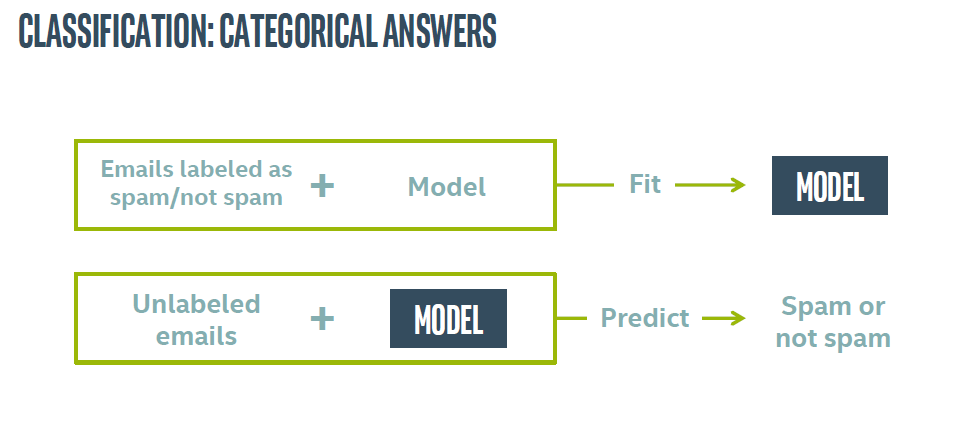 CLASSIFICATION: CATEGORICAL ANSWERS
Emails labeled as
spam/not spam
+
Model
Fit
MODEL
Unlabeled
emails
+
MODEL
Predict
Spam or
not spam